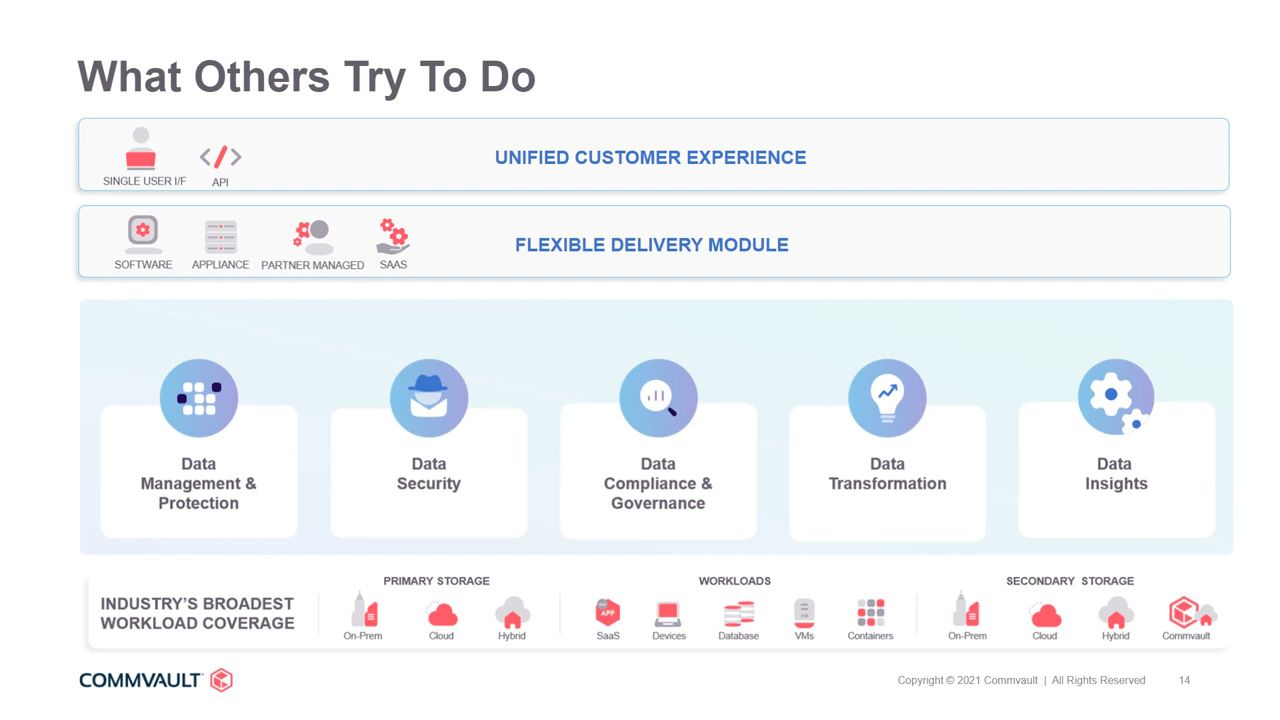 What Others Try To Do
UNIFIED CUSTOMER EXPERIENCE
SINGLE USER I/F
API
FLEXIBLE DELIVERY MODULE
SOFTWARE
APPLIANCE
PARTNER MANAGED
SAAS
Data
Management &
Protection
Data
Security
Data
Compliance &
Governance
Data
Transformation
Data
Insights
INDUSTRY'S BROADEST
WORKLOAD COVERAGE
PRIMARY STORAGE
On-Prem
Cloud
Hybrid
WORKLOADS
APP
SaaS
Devices
Database
VMs
Containers
SECONDARY STORAGE
On-Prem
Cloud
Hybrid
Commvault
COMMVAULT
Copyright © 2021 Commvault | All Rights Reserved
14